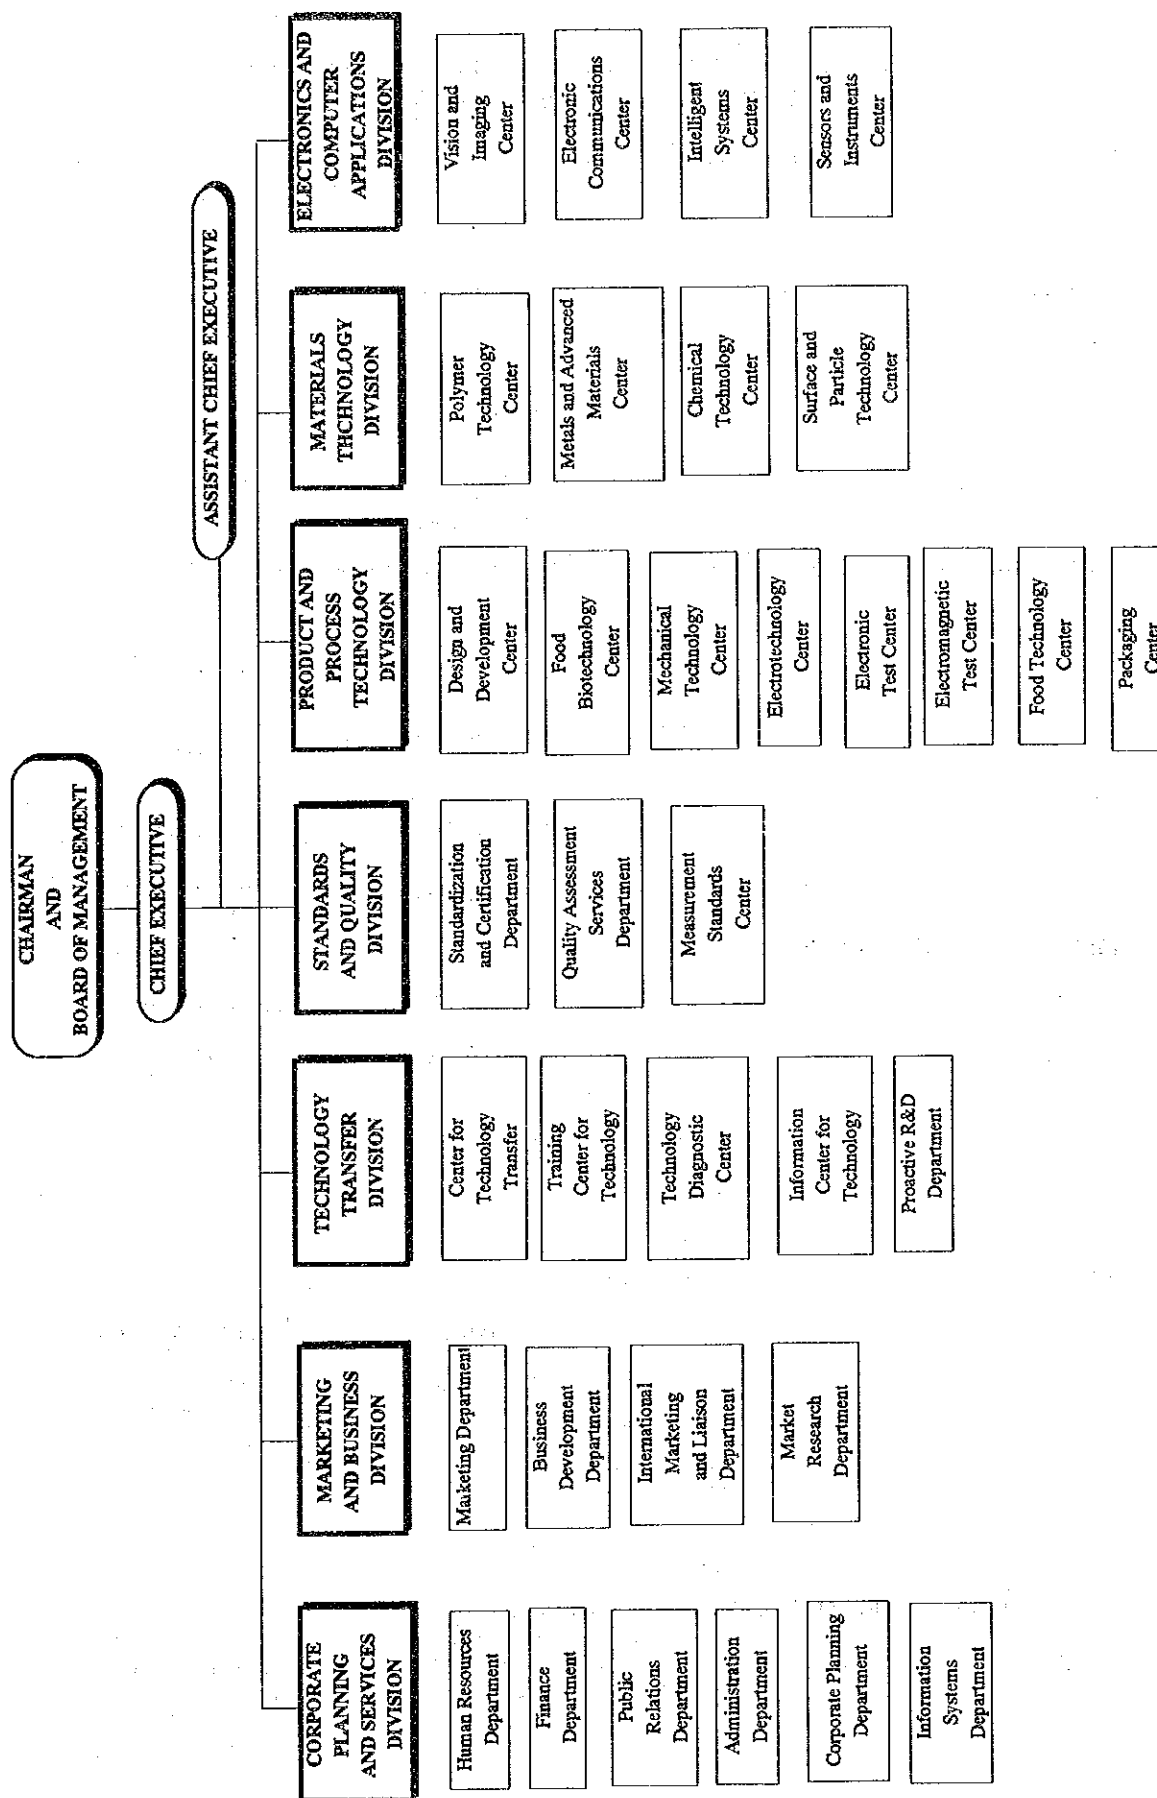 CHAIRMAN
AND
BOARD OF MANAGEMENT
CHIEF EXECUTIVE
ASSISTANT CHIEF EXECUTIVE
CORPORATE
PLANNING
AND SERVICES
DIVISION
Human Resources
Department
Finance
Department
Public
Relations
Department
Administration
Department
Corporate Planning
Department
Information
Systems
Department
MARKETING
AND BUSINESS
DIVISION
Marketing Department
Business
Development
Department
International
Marketing
and Liaison
Department
Market
Research
Department
TECHNOLOGY
TRANSFER
DIVISION
Center for
Technology
Transfer
Training
Center for
Technology
Technology
Diagnostic
Center
Information
Center for
Technology
Proactive R&D
Department
STANDARDS
AND QUALITY
DIVISION
Standardization
and Certification
Department
Quality Assessment
Services
Department
Measurement
Standards
Center
PRODUCT AND
PROCESS
TECHNOLOGY
DIVISION
Design and
Development
Center
Food
Biotechnology
Center
Mechanical
Technology
Center
Electrotechnology
Center
Electronic
Test Center
Electromagnetic
Test Center
Food Technology
Center
Packaging
Center
MATERIALS
THCHNOLOGY
DIVISION
Polymer
Technology
Center
Metals and Advanced
Materials
Center
Chemical
Technology
Center
Surface and
Particle
Technology
Center
ELECTRONICS AND
COMPUTER
APPLICATIONS
DIVISION
Vision and
Imaging
Center
Electronic
Communications
Center
Intelligent
Systems
Center
Sensors and
Instruments
Center